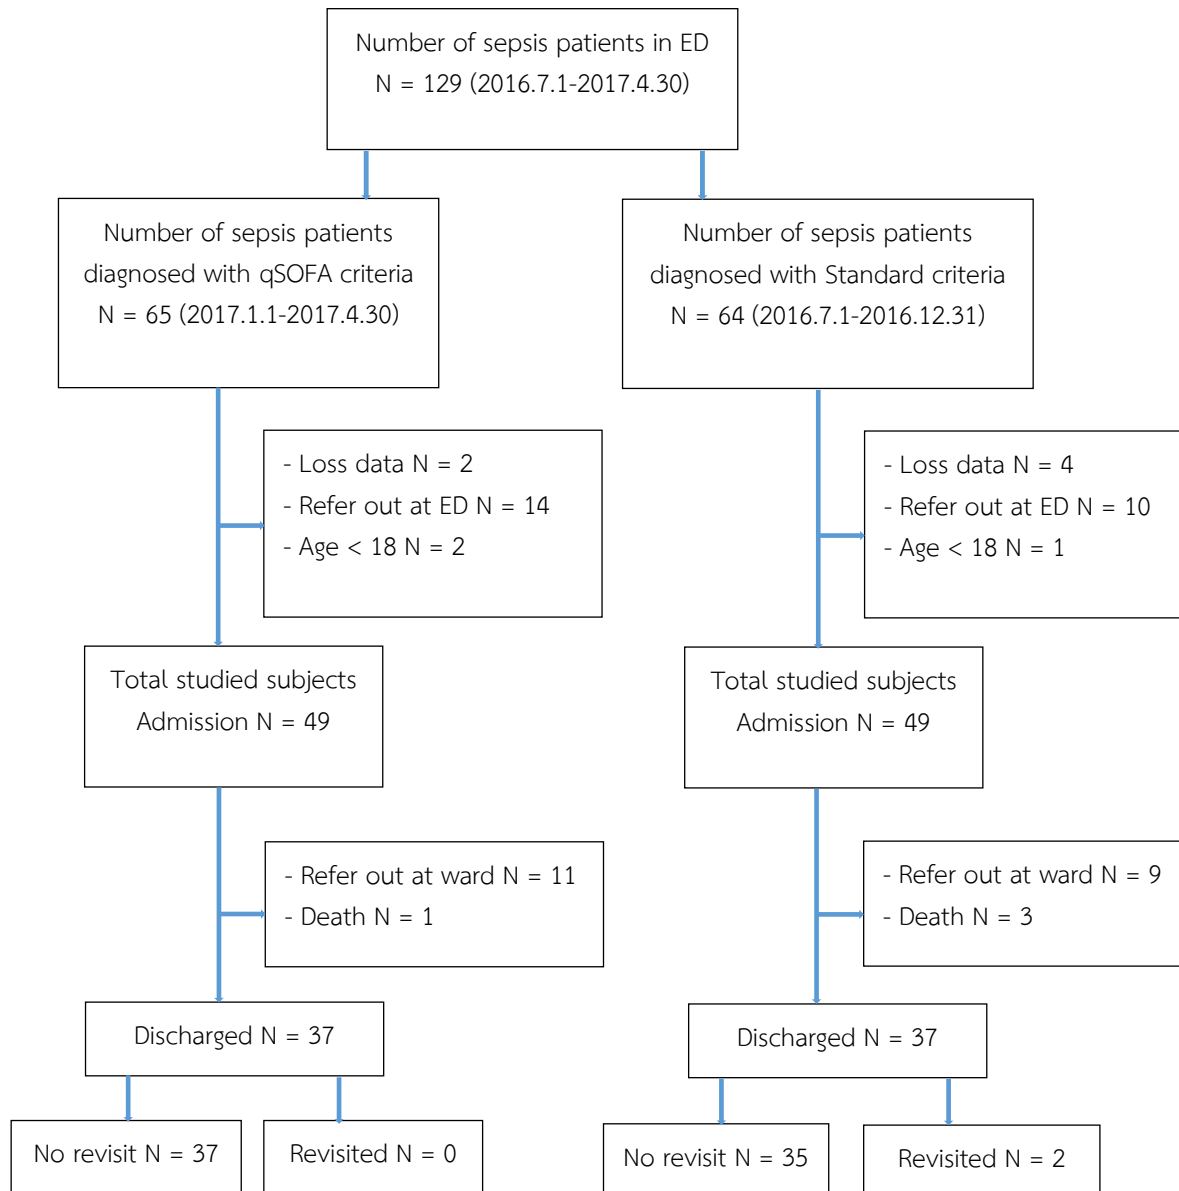 Number of sepsis patients in ED
N = 129 (2016.7.1-2017.4.30)
Number of sepsis patients
diagnosed with qSOFA criteria
N = 65 (2017.1.1-2017.4.30)
Number of sepsis patients
diagnosed with Standard criteria
N = 64 (2016.7.1-2016.12.31)
- Loss data N = 2
- Refer out at ED N = 14
- Age < 18 N = 2
- Loss data N = 4
- Refer out at ED N = 10
- Age < 18 N = 1
Total studied subjects
Admission N = 49
Total studied subjects
Admission N = 49
- Refer out at ward N = 11
- Death N = 1
- Refer out at ward N = 9
- Death N = 3
Discharged N = 37
Discharged N = 37
No revisit N = 37
Revisited N = 0
No revisit N = 35
Revisited N = 2